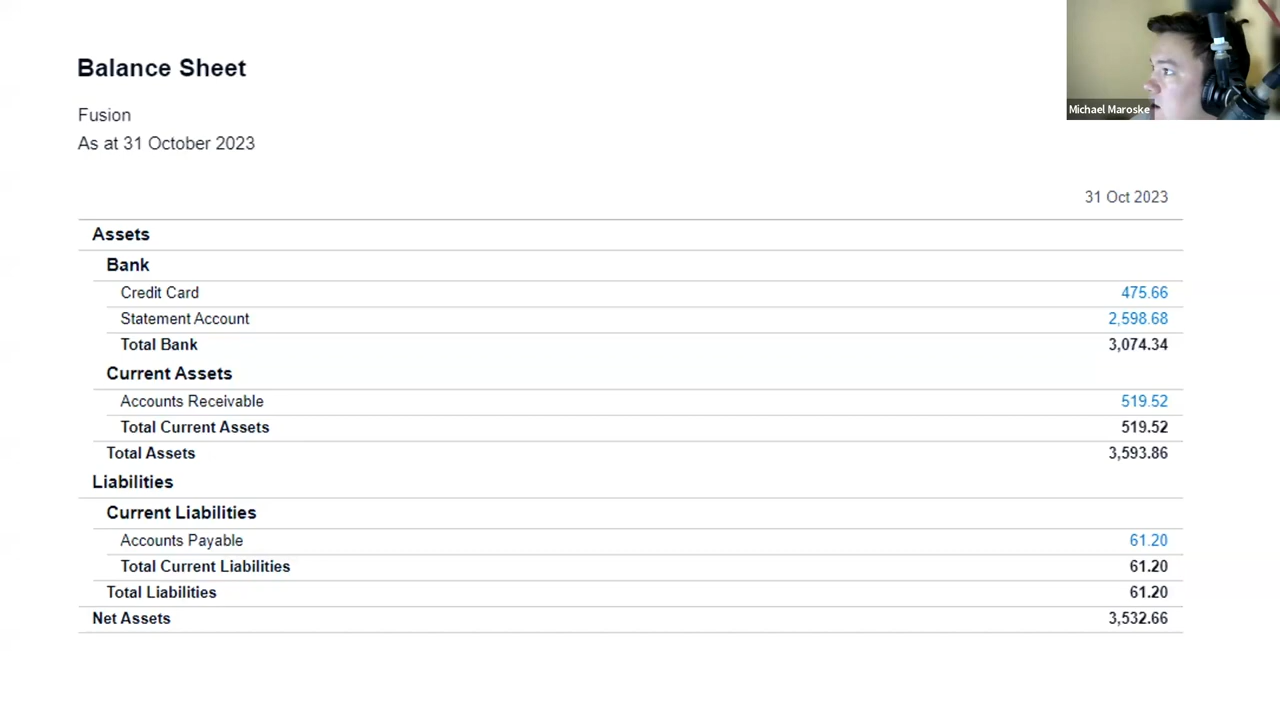 Balance Sheet
Michael Maroske
Fusion
As at 31 October 2023
31 Oct 2023
Assets
Bank
Credit Card 475.66
Statement Account 2,598.68
Total Bank 3,074.34
Current Assets
Accounts Receivable 519.52
Total Current Assets 519.52
Total Assets 3,593.86
Liabilities
Current Liabilities
Accounts Payable 61.20
Total Current Liabilities 61.20
Total Liabilities 61.20
Net Assets 3,532.66